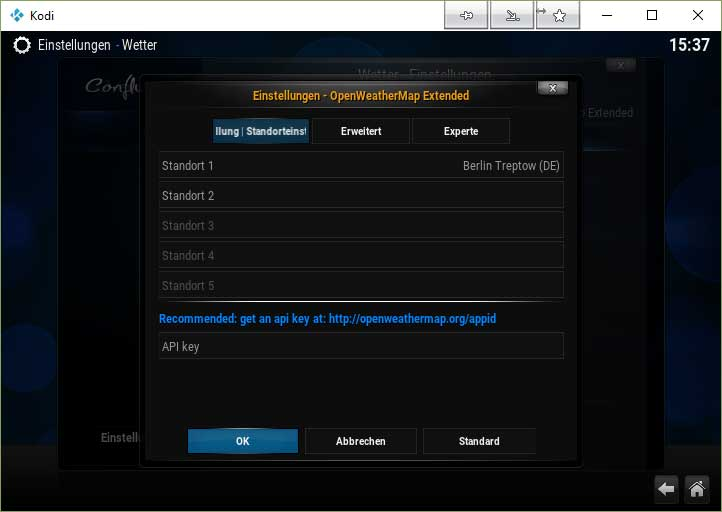 Kodi
Einstellungen - Wetter
15:37
Confl
Wetter - Einstellungen
Einstellungen - OpenWeatherMap Extended
Extended
llung | Standorteinst
Erweitert
Experte
Standort 1
Berlin Treptow (DE)
Standort 2
Standort 3
Standort 4
Standort 5
Recommended: get an api key at: http://openweathermap.org/appid
API key
Einstell
OK
Abbrechen
Standard